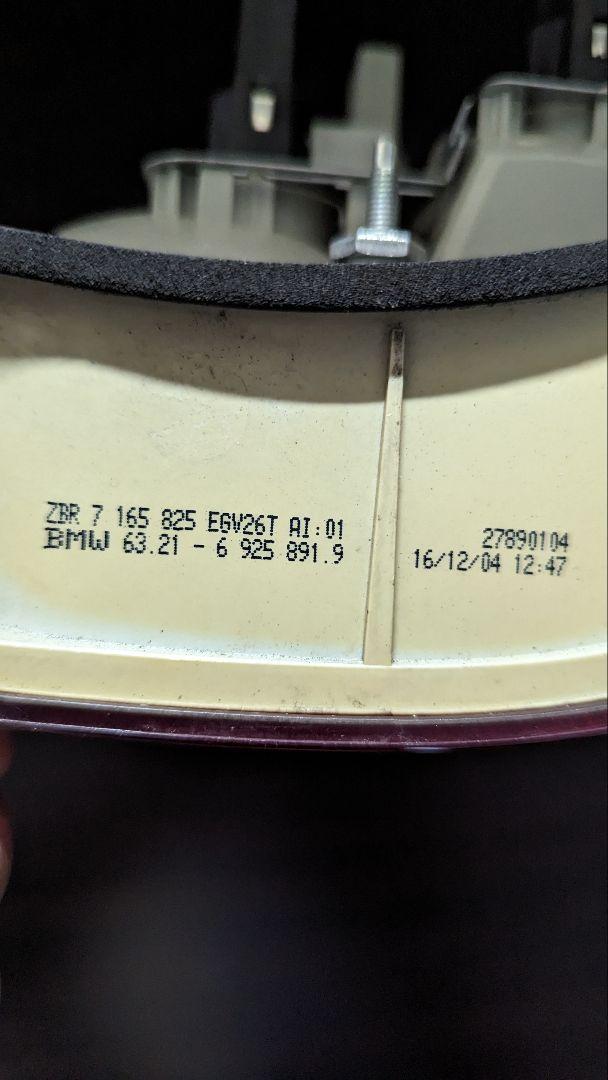 ZBR 7 165 825 EGV26T AI:01
BMW 63.21 - 6 925 891.9
27890104
16/12/04 12:47